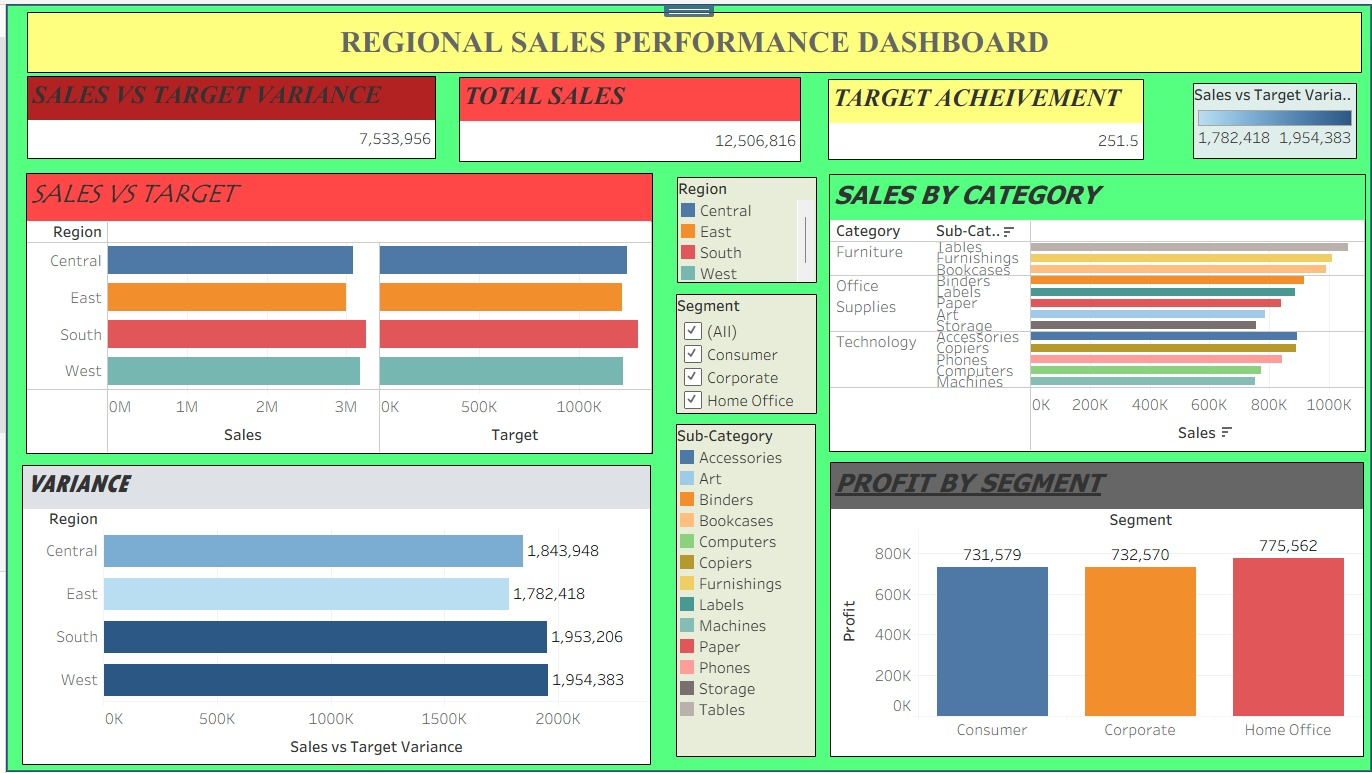 REGIONAL SALES PERFORMANCE DASHBOARD
SALES VS TARGET VARIANCE
7,533,956
TOTAL SALES
12,506,816
TARGET ACHEIVEMENT
251.5
Sales vs Target Varia..
1,782,418 1,954,383
SALES VS TARGET
Region
Central
East
South
West
0M 1M 2M 3M 0K 500K 1000K
Sales Target
Region
Central
East
South
West
Segment
(All)
Consumer
Corporate
Home Office
Sub-Category
Accessories
Art
Binders
Bookcases
Computers
Copiers
Furnishings
Labels
Machines
Paper
Phones
Storage
Tables
SALES BY CATEGORY
Category Sub-Cat..
Furniture Tables
Furnishings
Bookcases
Office Supplies Binders
Labels
Paper
Art
Storage
Technology Accessories
Copiers
Phones
Computers
Machines
0K 200K 400K 600K 800K 1000K
Sales
VARIANCE
Region
Central 1,843,948
East 1,782,418
South 1,953,206
West 1,954,383
0K 500K 1000K 1500K 2000K
Sales vs Target Variance
PROFIT BY SEGMENT
Segment
Profit
800K
600K
400K
200K
0K
731,579 732,570 775,562
Consumer Corporate Home Office